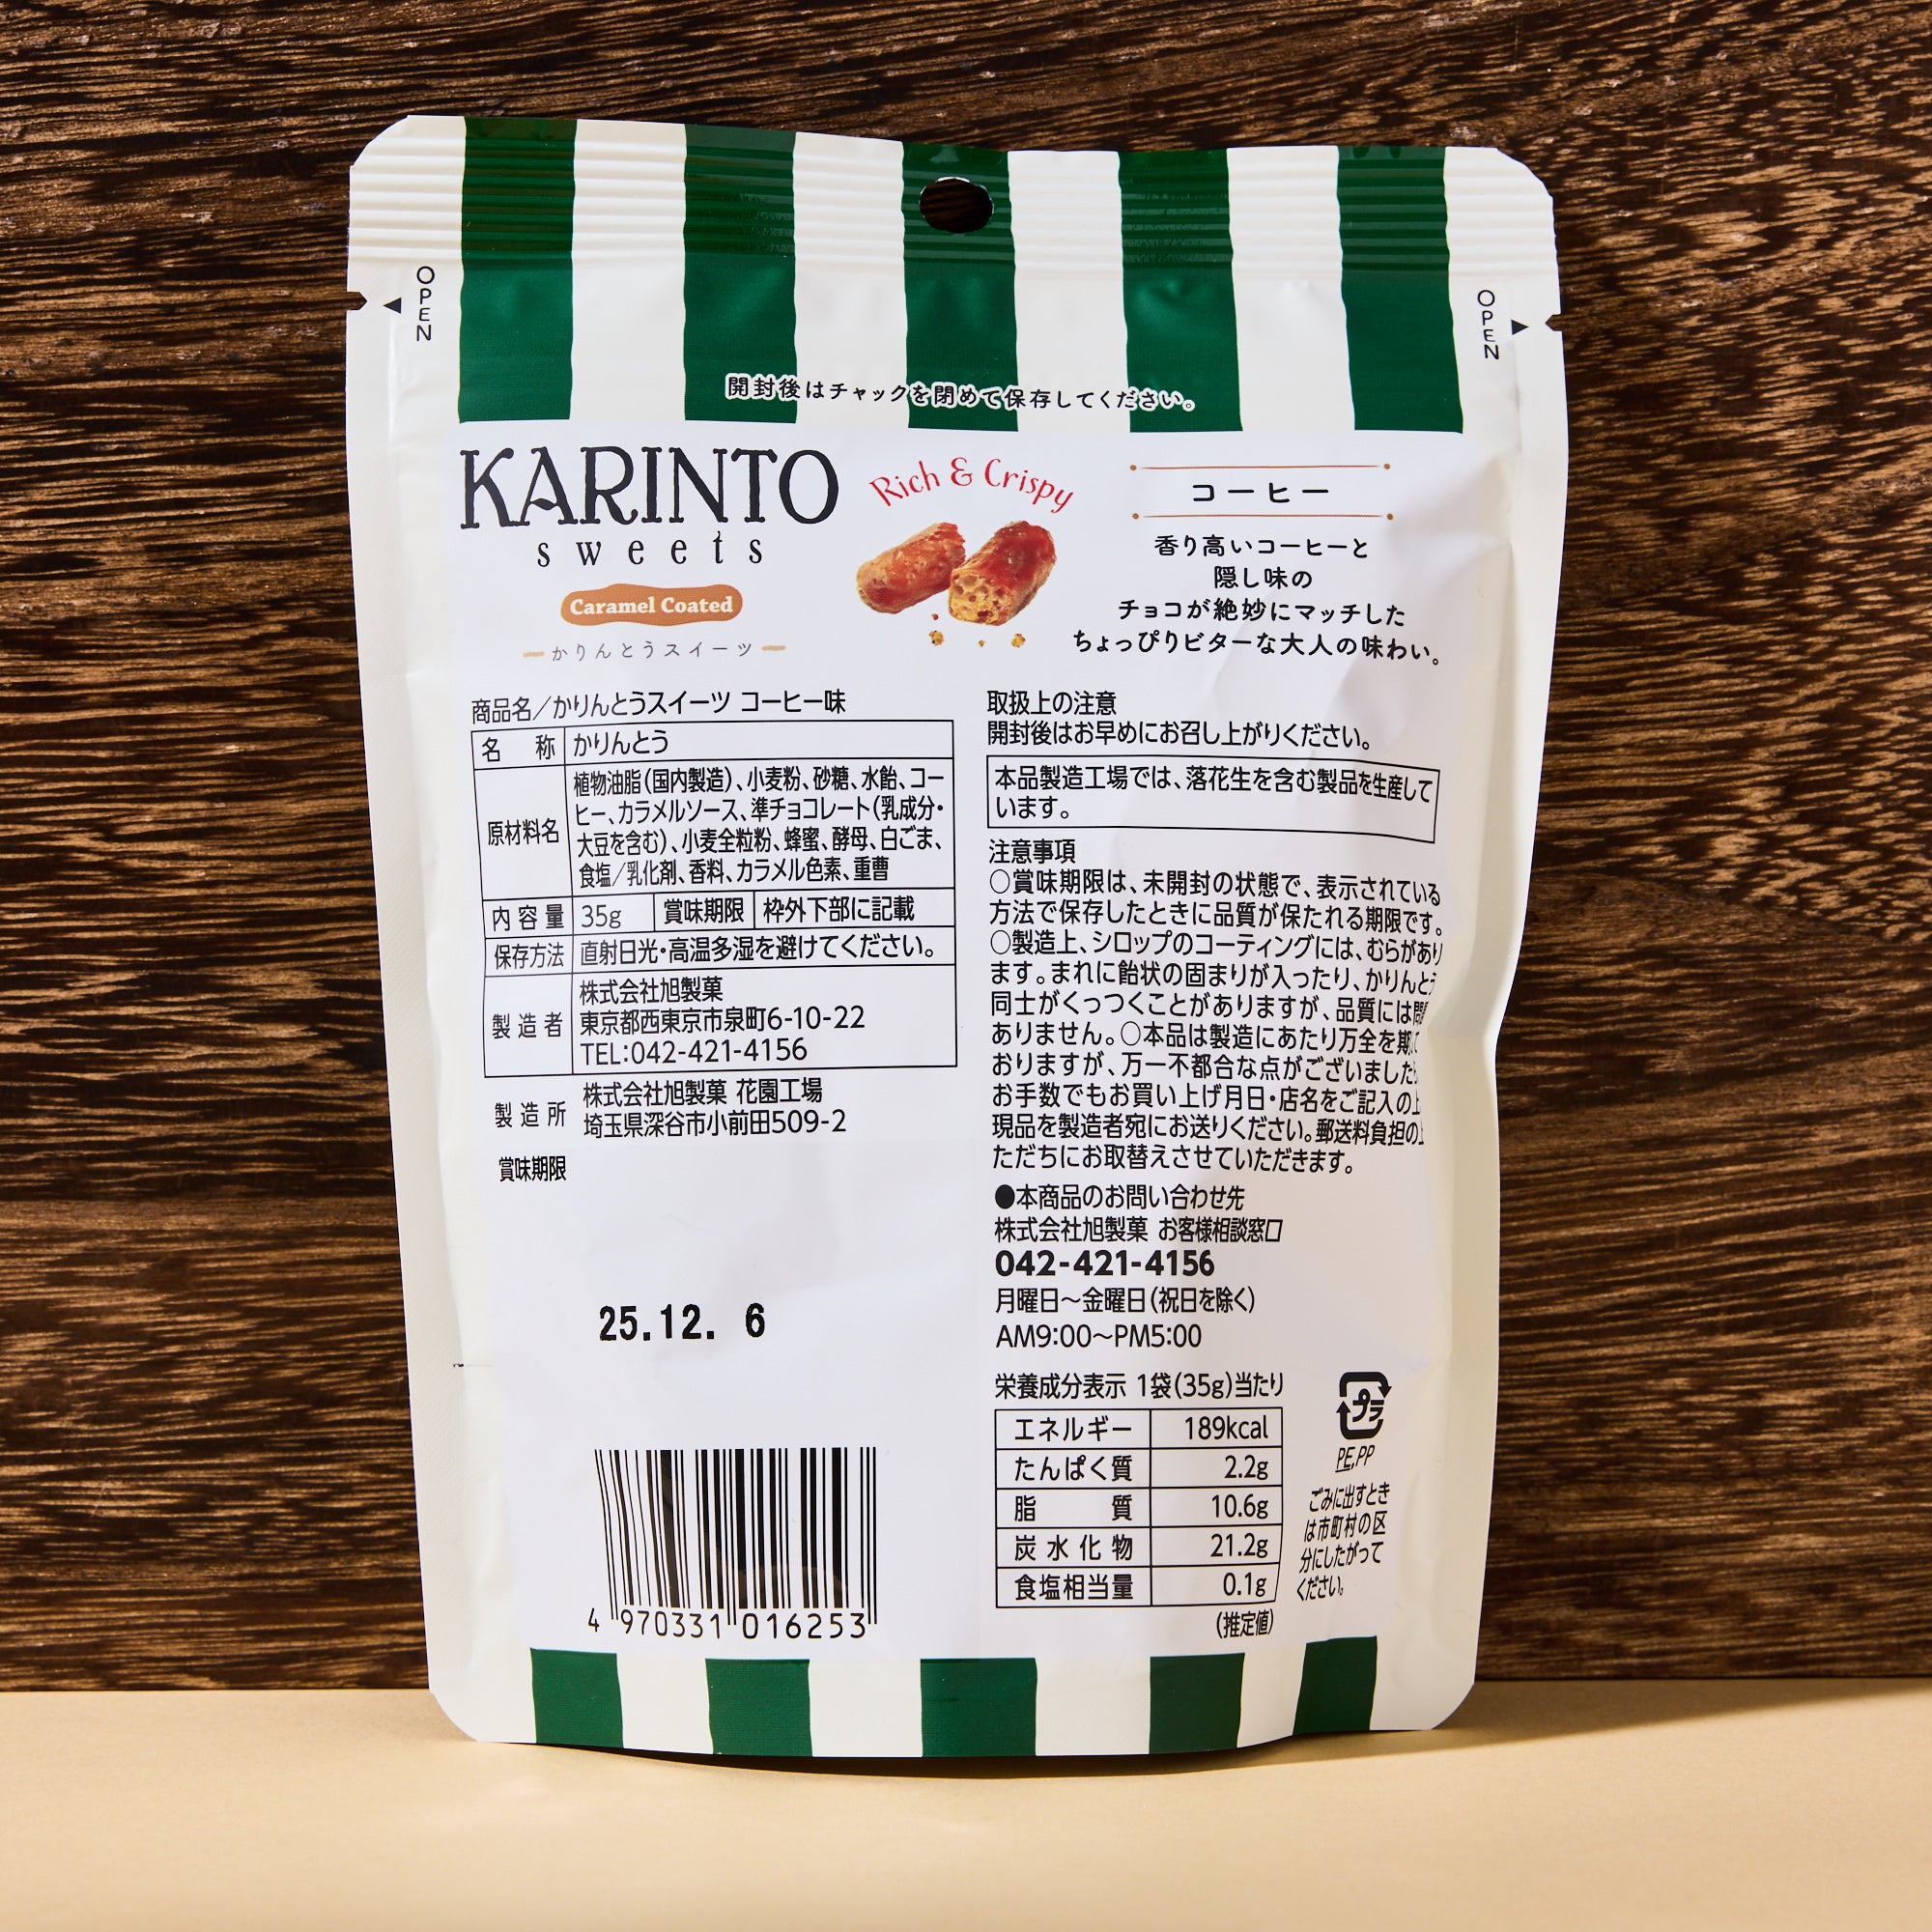 OPEN
OPEN
開封後はチャックを閉めて保存してください。
KARINTO
sweets
Caramel Coated
かりんとうスイーツ
Rich & Crispy
コーヒー
香り高いコーヒーと
隠し味の
チョコが絶妙にマッチした
ちょっぴりビターな大人の味わい。
商品名/かりんとうスイーツ コーヒー味
名称 かりんとう
原材料名 植物油脂(国内製造)、小麦粉、砂糖、水飴、コー
ヒー、カラメルソース、準チョコレート(乳成分・
大豆を含む)、小麦全粒粉、蜂蜜、酵母、白ごま、
食塩/乳化剤、香料、カラメル色素、重曹
内容量 35g 賞味期限 枠外下部に記載
保存方法 直射日光・高温多湿を避けてください。
製造者 株式会社旭製菓
東京都西東京市泉町6-10-22
TEL:042-421-4156
製造所 株式会社旭製菓 花園工場
埼玉県深谷市小前田509-2
賞味期限
25.12. 6
4 970331 016253
取扱上の注意
開封後はお早めにお召し上がりください。
本品製造工場では、落花生を含む製品を生産して
います。
注意事項
○賞味期限は、未開封の状態で、表示されている
方法で保存したときに品質が保たれる期限です。
○製造上、シロップのコーティングには、むらがあり
ます。まれに飴状の固まりが入ったり、かりんとう
同士がくっつくことがありますが、品質には問
ありません。○本品は製造にあたり万全を期
おりますが、万一不都合な点がございました
お手数でもお買い上げ月日・店名をご記入の上
現品を製造者宛にお送りください。郵送料負担の上
ただちにお取替えさせていただきます。
●本商品のお問い合わせ先
株式会社旭製菓 お客様相談窓口
042-421-4156
月曜日～金曜日(祝日を除く)
AM9:00～PM5:00
栄養成分表示 1袋(35g)当たり
エネルギー 189kcal
たんぱく質 2.2g
脂質 10.6g
炭水化物 21.2g
食塩相当量 0.1g
(推定値)
プラ
PE,PP
ごみに出すとき
は市町村の区
分にしたがって
ください。